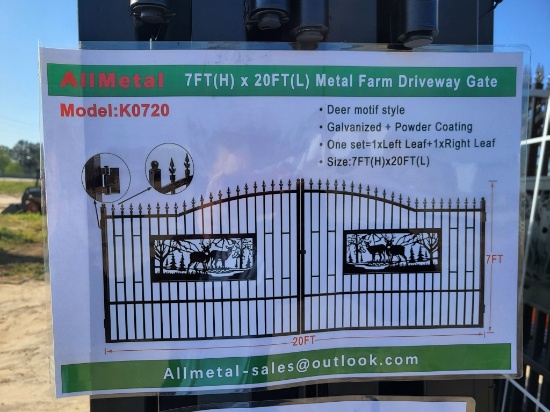 AllMetal 7FT(H) x 20FT(L) Metal Farm Driveway Gate
Model:K0720
• Deer motif style
• Galvanized + Powder Coating
• One set=1xLeft Leaf+1xRight Leaf
• Size:7FT(H)x20FT(L)
7FT
20FT
Allmetal-sales@outlook.com